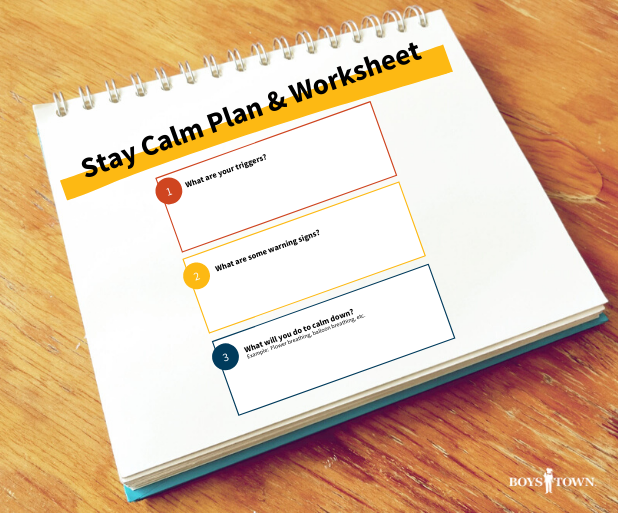 Stay Calm Plan & Worksheet
1
What are your triggers?
2
What are some warning signs?
3
What will you do to calm down?
Example: Flower breathing, balloon breathing, etc.
BOYS TOWN